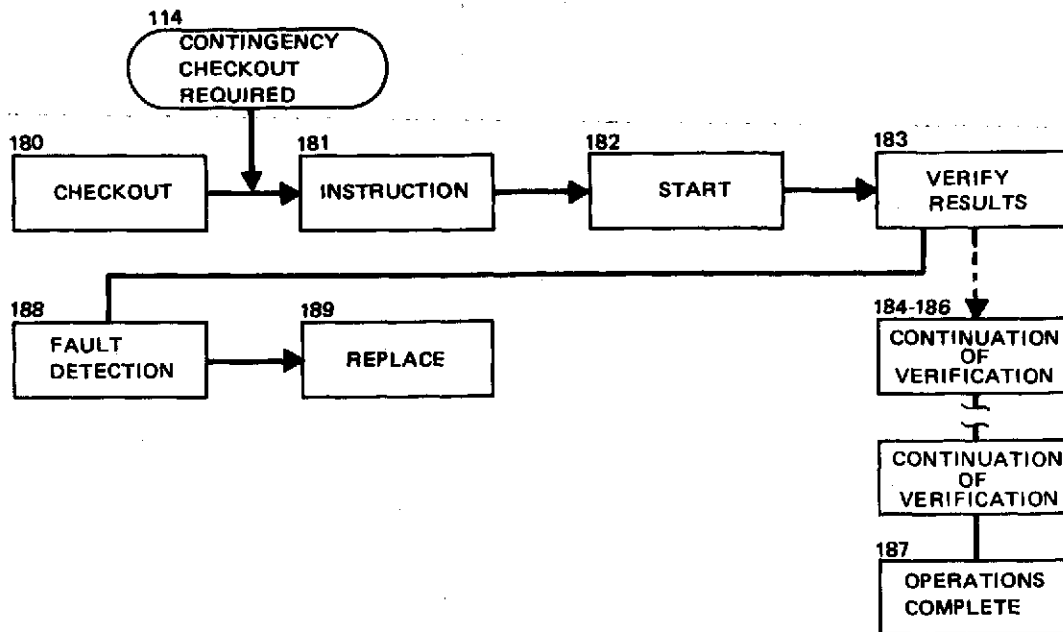 114
CONTINGENCY
CHECKOUT
REQUIRED
180
CHECKOUT
181
INSTRUCTION
182
START
183
VERIFY
RESULTS
188
FAULT
DETECTION
189
REPLACE
184-186
CONTINUATION
OF
VERIFICATION
CONTINUATION
OF
VERIFICATION
187
OPERATIONS
COMPLETE